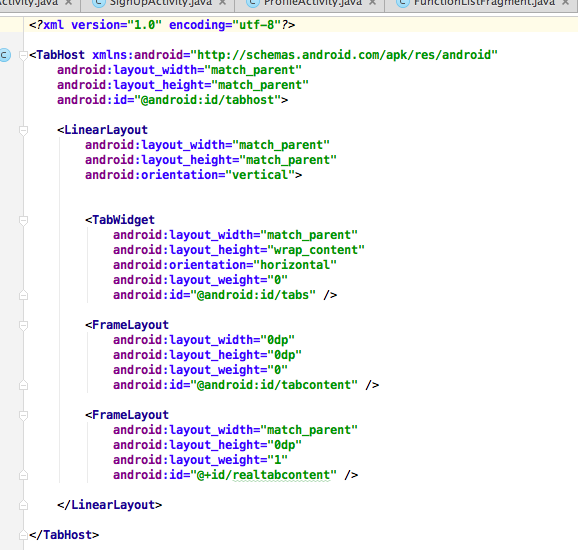 Activity.java × SignUpActivity.java × ProfileActivity.java × FunctionListFragment.java ×
<?xml version="1.0" encoding="utf-8"?>
<TabHost xmlns:android="http://schemas.android.com/apk/res/android"
android:layout_width="match_parent"
android:layout_height="match_parent"
android:id="@android:id/tabhost">
<LinearLayout
android:layout_width="match_parent"
android:layout_height="match_parent"
android:orientation="vertical">
<TabWidget
android:layout_width="match_parent"
android:layout_height="wrap_content"
android:orientation="horizontal"
android:layout_weight="0"
android:id="@android:id/tabs" />
<FrameLayout
android:layout_width="0dp"
android:layout_height="0dp"
android:layout_weight="0"
android:id="@android:id/tabcontent" />
<FrameLayout
android:layout_width="match_parent"
android:layout_height="0dp"
android:layout_weight="1"
android:id="@+id/realtabcontent" />
</LinearLayout>
</TabHost>